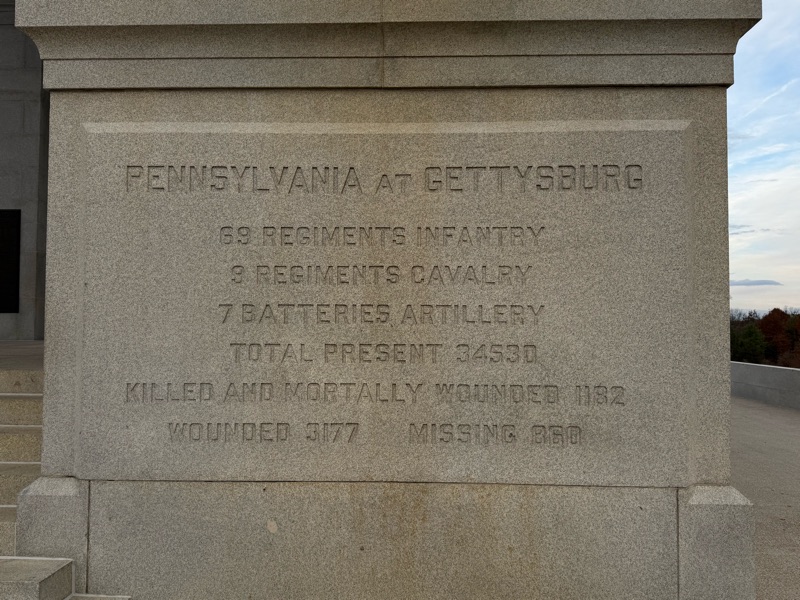 PENNSYLVANIA AT GETTYSBURG
69 REGIMENTS INFANTRY
9 REGIMENTS CAVALRY
7 BATTERIES ARTILLERY
TOTAL PRESENT 34530
KILLED AND MORTALLY WOUNDED 1182
WOUNDED 3177 MISSING 860